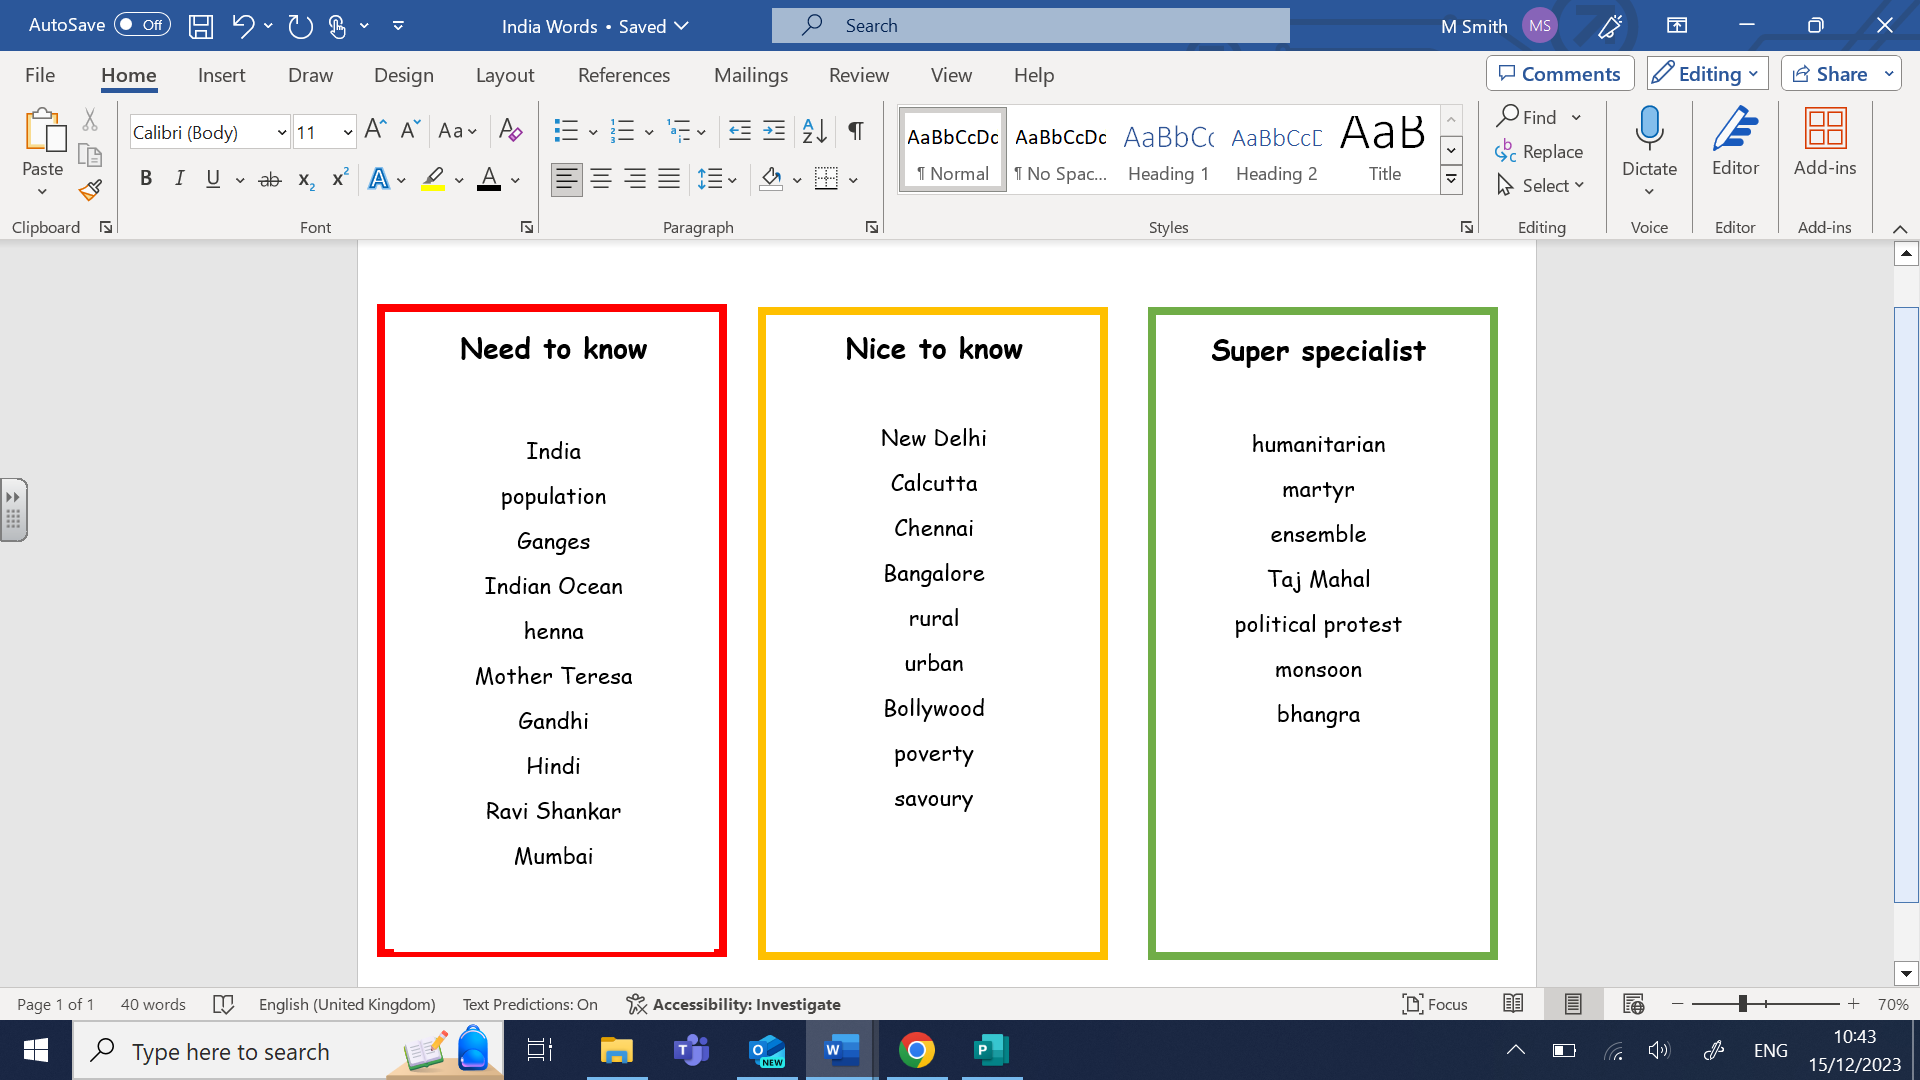 AutoSave Off India Words • Saved Search M Smith MS
File Home Insert Draw Design Layout References Mailings Review View Help Comments Editing Share
Paste
Clipboard
Calibri (Body) 11
Font
Paragraph
AaBbCcDc AaBbCcDc AaBbCc AaBbCcD AaB
¶ Normal ¶ No Spac... Heading 1 Heading 2 Title
Styles
Find
Replace
Select
Editing
Dictate
Voice
Editor
Editor
Add-ins
Add-ins
Need to know
India
population
Ganges
Indian Ocean
henna
Mother Teresa
Gandhi
Hindi
Ravi Shankar
Mumbai
Nice to know
New Delhi
Calcutta
Chennai
Bangalore
rural
urban
Bollywood
poverty
savoury
Super specialist
humanitarian
martyr
ensemble
Taj Mahal
political protest
monsoon
bhangra
Page 1 of 1 40 words English (United Kingdom) Text Predictions: On Accessibility: Investigate Focus 70%
Type here to search NEW ENG 10:43
15/12/2023